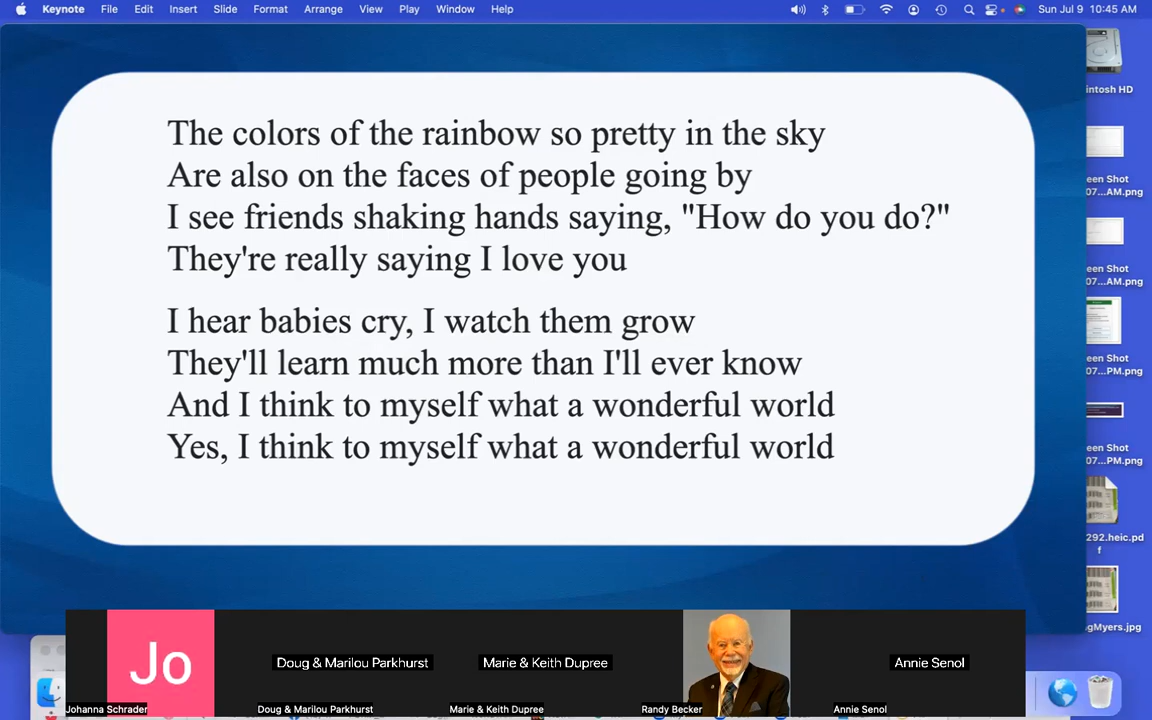 Keynote File Edit Insert Slide Format Arrange View Play Window Help Sun Jul 9 10:45 AM
The colors of the rainbow so pretty in the sky
Are also on the faces of people going by
I see friends shaking hands saying, "How do you do?"
They're really saying I love you
I hear babies cry, I watch them grow
They'll learn much more than I'll ever know
And I think to myself what a wonderful world
Yes, I think to myself what a wonderful world
intosh HD
een Shot
07...AM.png
een Shot
07...AM.png
een Shot
07...PM.png
een Shot
07...PM.png
292.heic.pd
f
gMyers.jpg
Jo
Doug & Marilou Parkhurst
Marie & Keith Dupree
Annie Senol
Johanna Schrader
Doug & Marilou Parkhurst
Marie & Keith Dupree
Randy Becker
Annie Senol